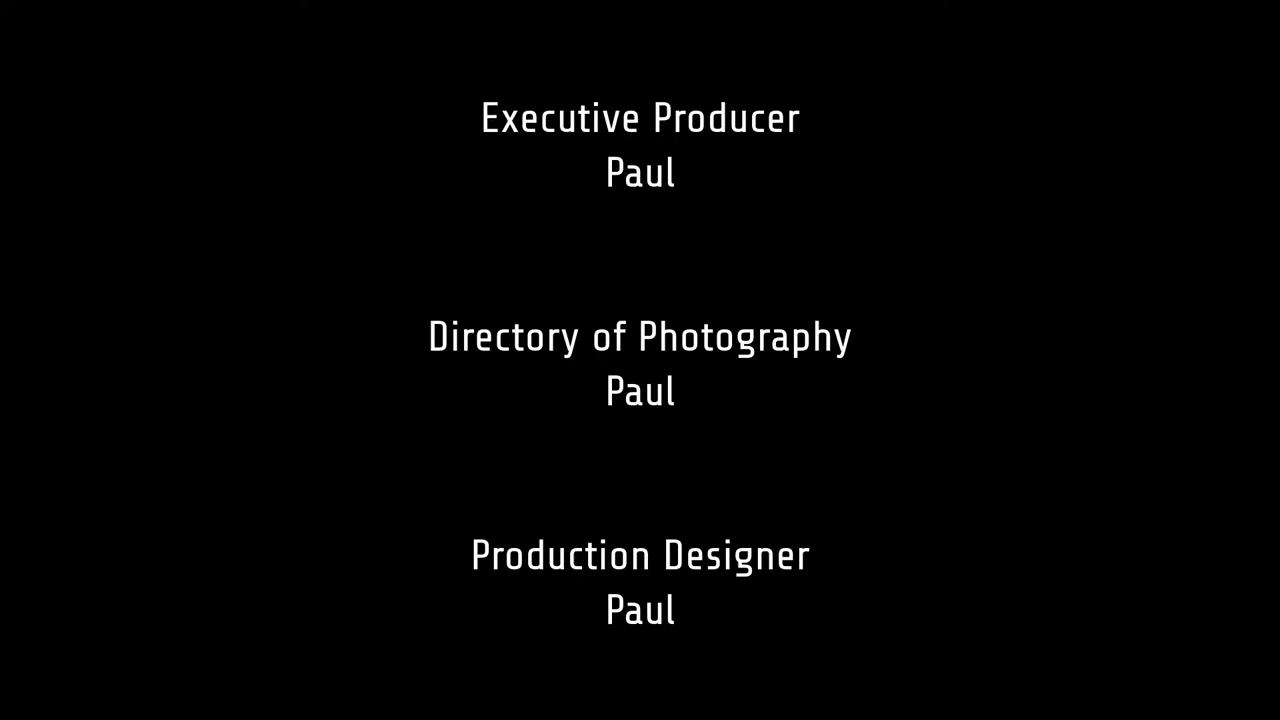 Executive Producer
Paul
Directory of Photography
Paul
Production Designer
Paul